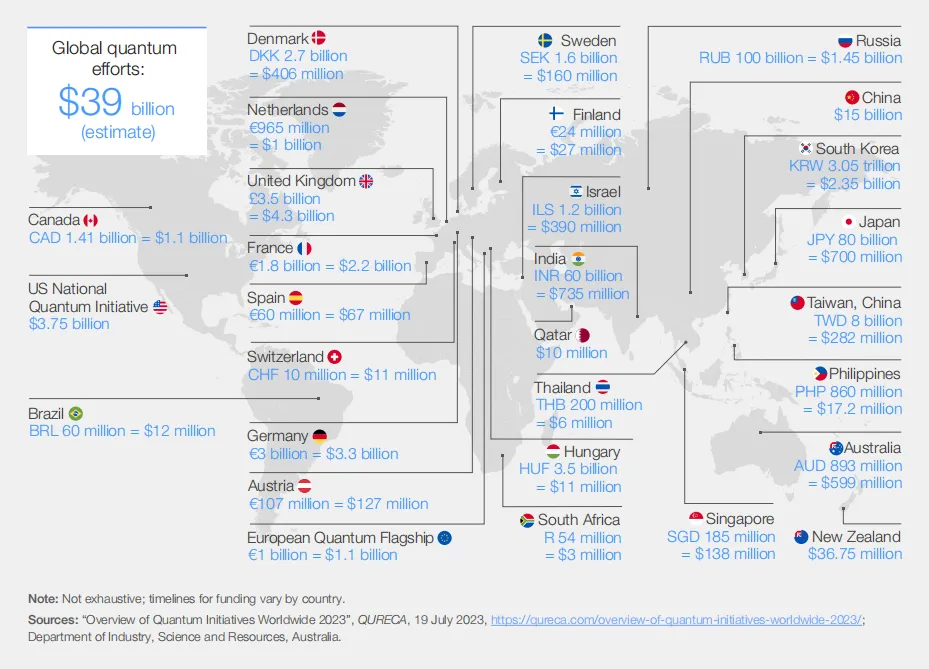 Global quantum
efforts:
$39 billion
(estimate)
Canada
CAD 1.41 billion = $1.1 billion
US National
Quantum Initiative
$3.75 billion
Brazil
BRL 60 million = $12 million
Denmark
DKK 2.7 billion
= $406 million
Netherlands
€965 million
= $1 billion
United Kingdom
£3.5 billion
= $4.3 billion
France
€1.8 billion = $2.2 billion
Spain
€60 million = $67 million
Switzerland
CHF 10 million = $11 million
Germany
€3 billion = $3.3 billion
Austria
€107 million = $127 million
European Quantum Flagship
€1 billion = $1.1 billion
Sweden
SEK 1.6 billion
= $160 million
Finland
€24 million
= $27 million
Israel
ILS 1.2 billion
= $390 million
India
INR 60 billion
= $735 million
Qatar
$10 million
Thailand
THB 200 million
= $6 million
Hungary
HUF 3.5 billion
= $11 million
South Africa
R 54 million
= $3 million
Russia
RUB 100 billion = $1.45 billion
China
$15 billion
South Korea
KRW 3.05 trillion
= $2.35 billion
Japan
JPY 80 billion
= $700 million
Taiwan, China
TWD 8 billion
= $282 million
Philippines
PHP 860 million
= $17.2 million
Australia
AUD 893 million
= $599 million
Singapore
SGD 185 million
= $138 million
New Zealand
$36.75 million
Note: Not exhaustive; timelines for funding vary by country.
Sources: "Overview of Quantum Initiatives Worldwide 2023", QURECA, 19 July 2023, https://qureca.com/overview-of-quantum-initiatives-worldwide-2023/;
Department of Industry, Science and Resources, Australia.